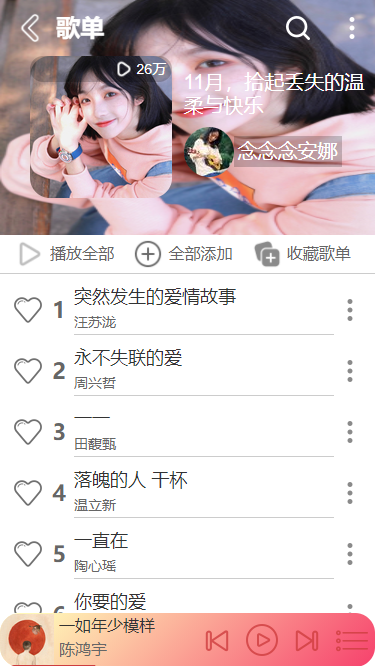 歌单
26万
11月，拾起丢失的温
柔与快乐
念念念安娜
播放全部
全部添加
收藏歌单
1
突然发生的爱情故事
汪苏泷
2
永不失联的爱
周兴哲
3
一一
田馥甄
4
落魄的人 干杯
温立新
5
一直在
陶心瑶
6
你要的爱
一如年少模样
陈鸿宇